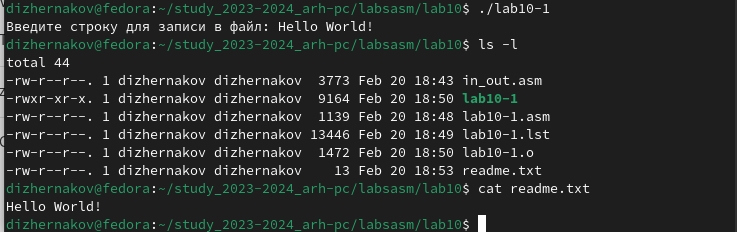 dizhernakov@fedora:~/study_2023-2024_arh-pc/labsasm/lab10$ ./lab10-1
Введите строку для записи в файл: Hello World!
dizhernakov@fedora:~/study_2023-2024_arh-pc/labsasm/lab10$ ls -l
total 44
-rw-r--r--. 1 dizhernakov dizhernakov  3773 Feb 20 18:43 in_out.asm
-rwxr-xr-x. 1 dizhernakov dizhernakov  9164 Feb 20 18:50 lab10-1
-rw-r--r--. 1 dizhernakov dizhernakov  1139 Feb 20 18:48 lab10-1.asm
-rw-r--r--. 1 dizhernakov dizhernakov 13446 Feb 20 18:49 lab10-1.lst
-rw-r--r--. 1 dizhernakov dizhernakov  1472 Feb 20 18:50 lab10-1.o
-rw-r--r--. 1 dizhernakov dizhernakov    13 Feb 20 18:53 readme.txt
dizhernakov@fedora:~/study_2023-2024_arh-pc/labsasm/lab10$ cat readme.txt
Hello World!
dizhernakov@fedora:~/study_2023-2024_arh-pc/labsasm/lab10$